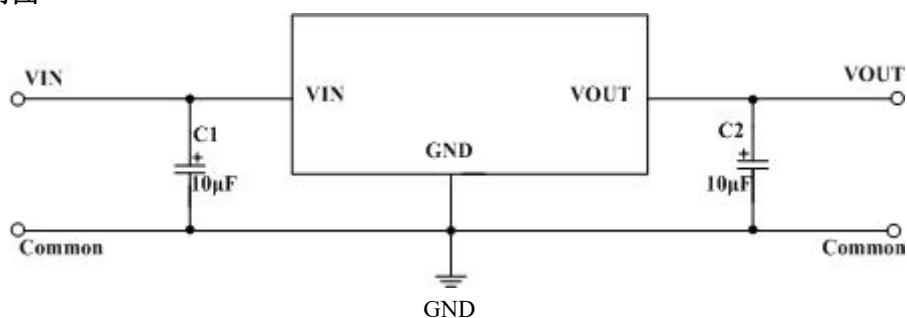 VIN
VIN
VOUT
VOUT
C1
10µF
GND
C2
10µF
Common
Common
GND